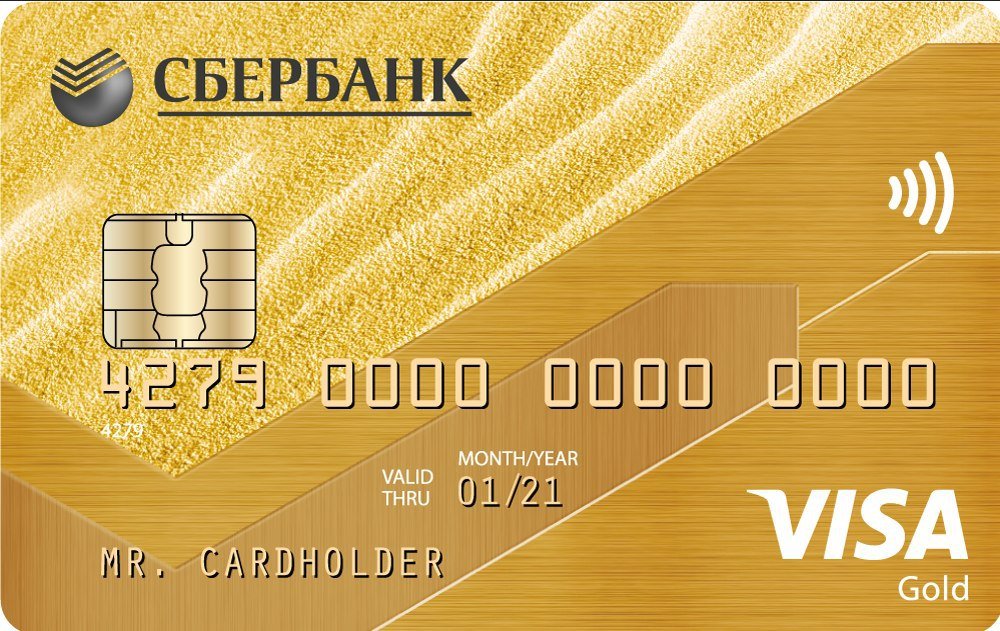 СБЕРБАНК
4279 0000 0000 0000
4279
MONTH/YEAR
VALID
THRU
01/21
MR. CARDHOLDER
VISA
Gold